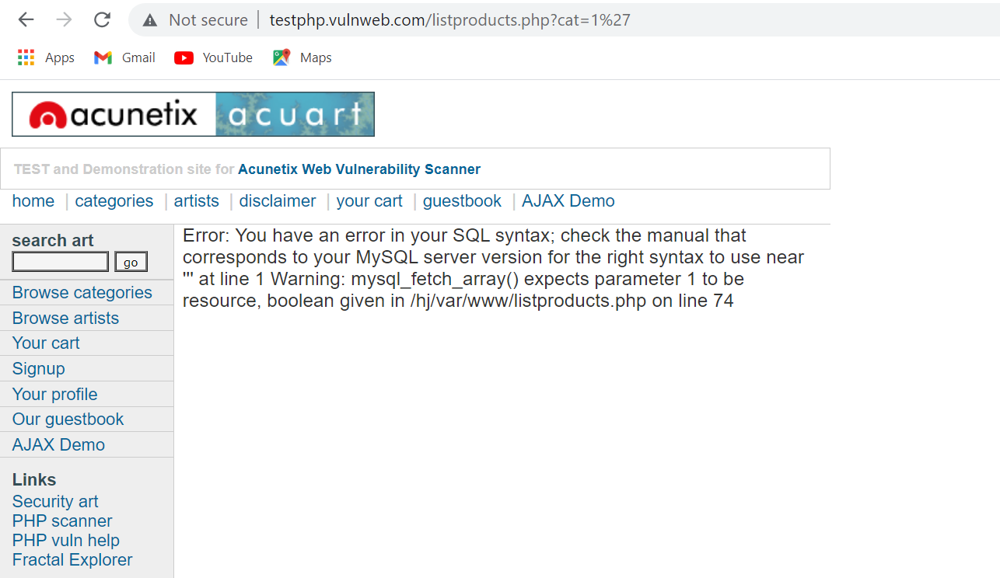 Not secure | testphp.vulnweb.com/listproducts.php?cat=1%27
Apps Gmail YouTube Maps
acunetix acuart
TEST and Demonstration site for Acunetix Web Vulnerability Scanner
home | categories | artists | disclaimer | your cart | guestbook | AJAX Demo
search art
go
Browse categories
Browse artists
Your cart
Signup
Your profile
Our guestbook
AJAX Demo
Links
Security art
PHP scanner
PHP vuln help
Fractal Explorer
Error: You have an error in your SQL syntax; check the manual that
corresponds to your MySQL server version for the right syntax to use near
''' at line 1 Warning: mysql_fetch_array() expects parameter 1 to be
resource, boolean given in /hj/var/www/listproducts.php on line 74